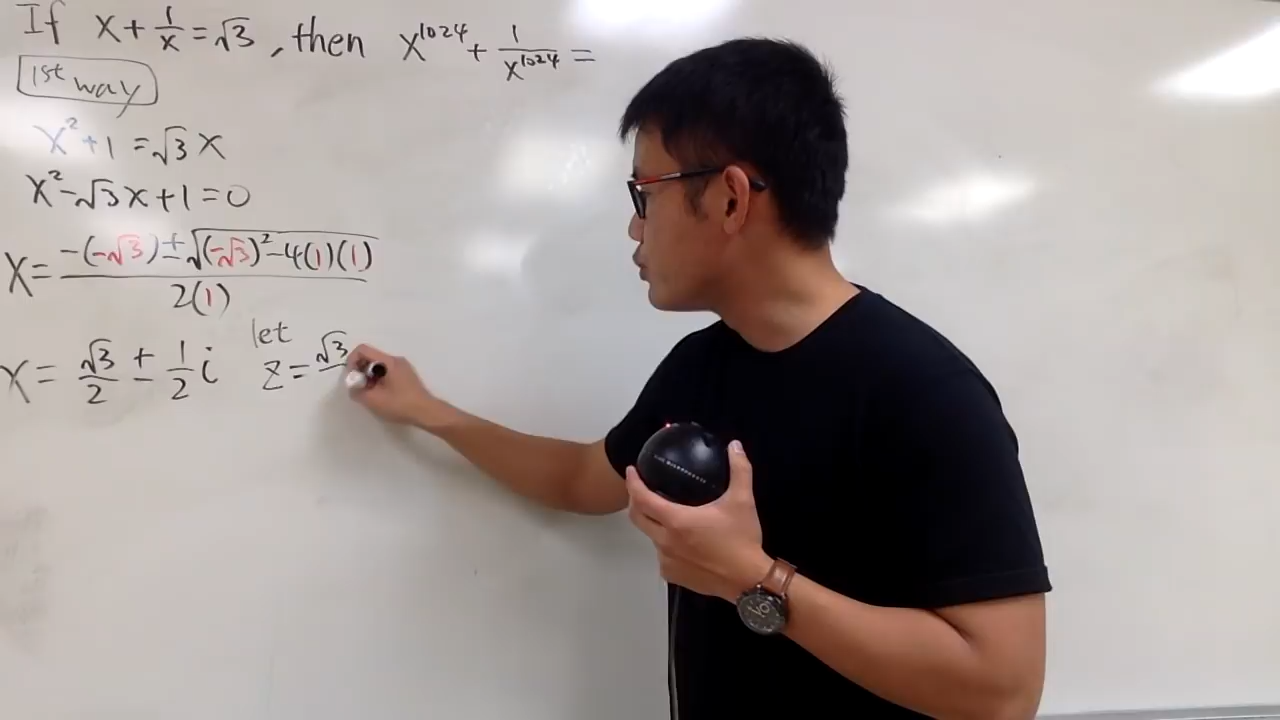 If x + 1/x = √3, then x^1024 + 1/x^1024 =
1st way
x² + 1 = √3 x
x² - √3x + 1 = 0
x = (-(-√3) ± √((-√3)² - 4(1)(1))) / 2(1)
let
x = √3/2 ± 1/2 i z = √3